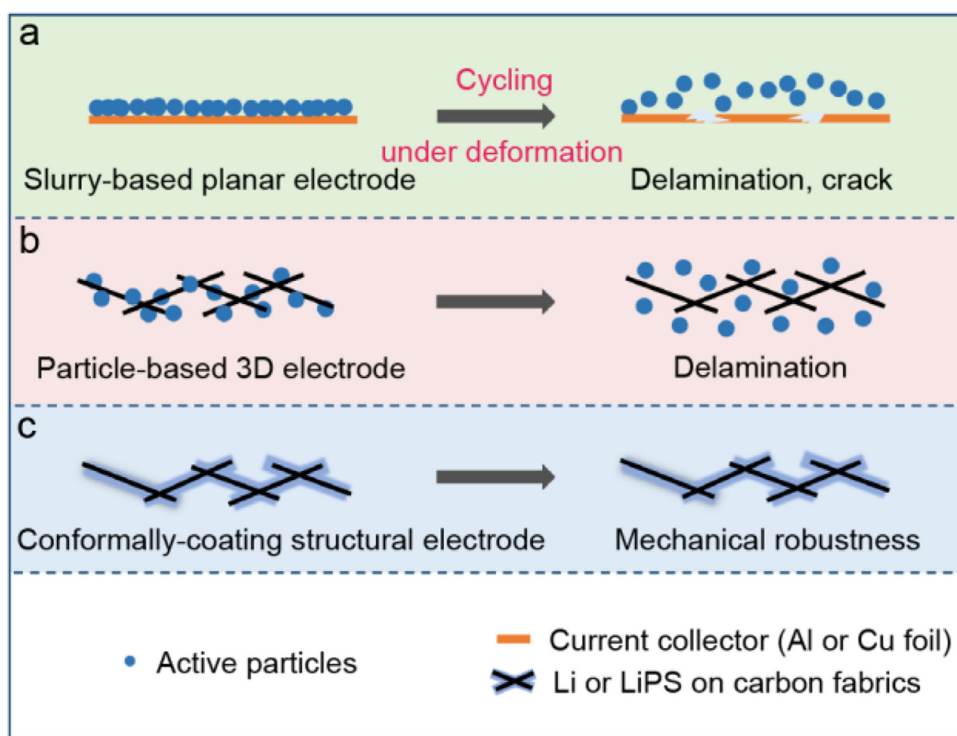 a
Cycling
under deformation
Slurry-based planar electrode
Delamination, crack
b
Particle-based 3D electrode
Delamination
c
Conformally-coating structural electrode
Mechanical robustness
Active particles
Current collector (Al or Cu foil)
Li or LiPS on carbon fabrics